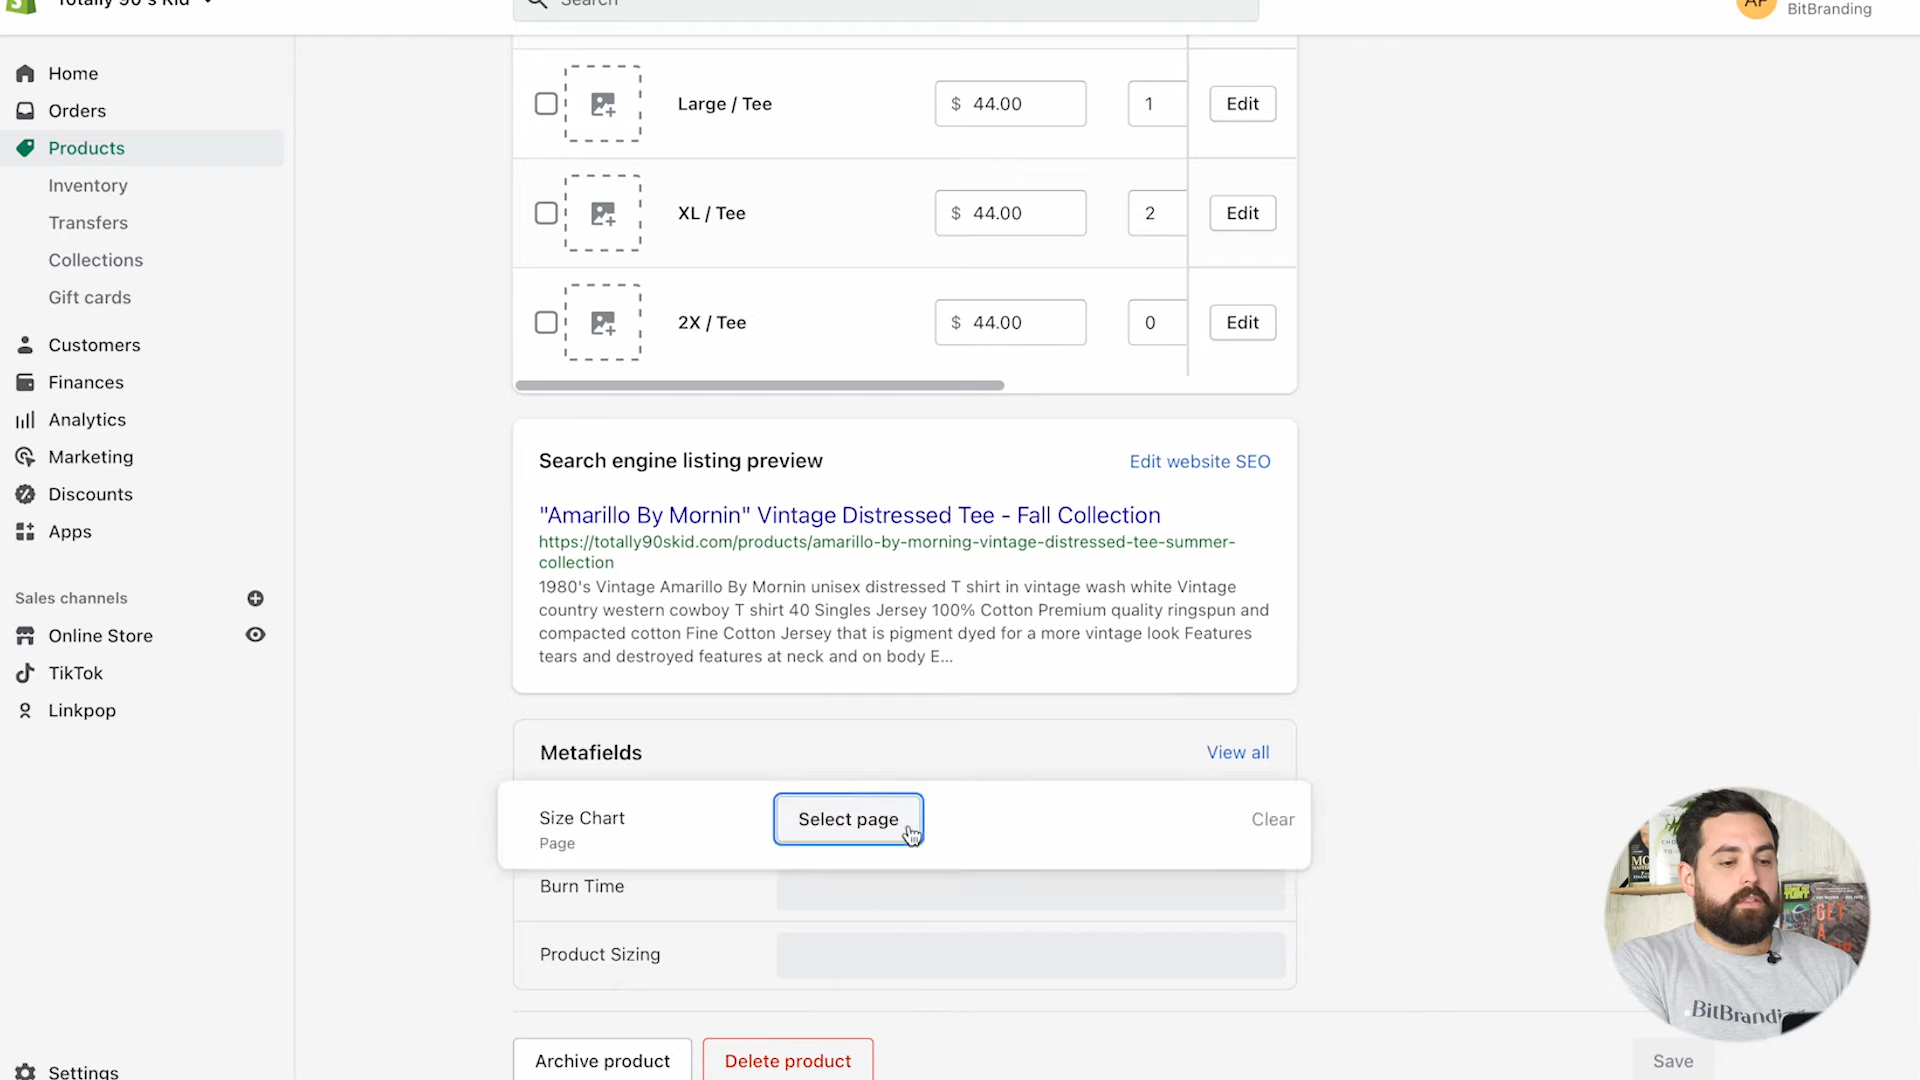 Totally 90's Kid
Search
AP
BitBranding
Home
Orders
Products
Inventory
Transfers
Collections
Gift cards
Customers
Finances
Analytics
Marketing
Discounts
Apps
Sales channels
Online Store
TikTok
Linkpop
Settings
Large / Tee
$ 44.00
1
Edit
XL / Tee
$ 44.00
2
Edit
2X / Tee
$ 44.00
0
Edit
Search engine listing preview
Edit website SEO
"Amarillo By Mornin" Vintage Distressed Tee - Fall Collection
https://totally90skid.com/products/amarillo-by-morning-vintage-distressed-tee-summer-
collection
1980's Vintage Amarillo By Mornin unisex distressed T shirt in vintage wash white Vintage
country western cowboy T shirt 40 Singles Jersey 100% Cotton Premium quality ringspun and
compacted cotton Fine Cotton Jersey that is pigment dyed for a more vintage look Features
tears and destroyed features at neck and on body E...
Metafields
View all
Size Chart
Page
Select page
Clear
Burn Time
Product Sizing
Archive product
Delete product
Save
GET
A
.BitBrandi